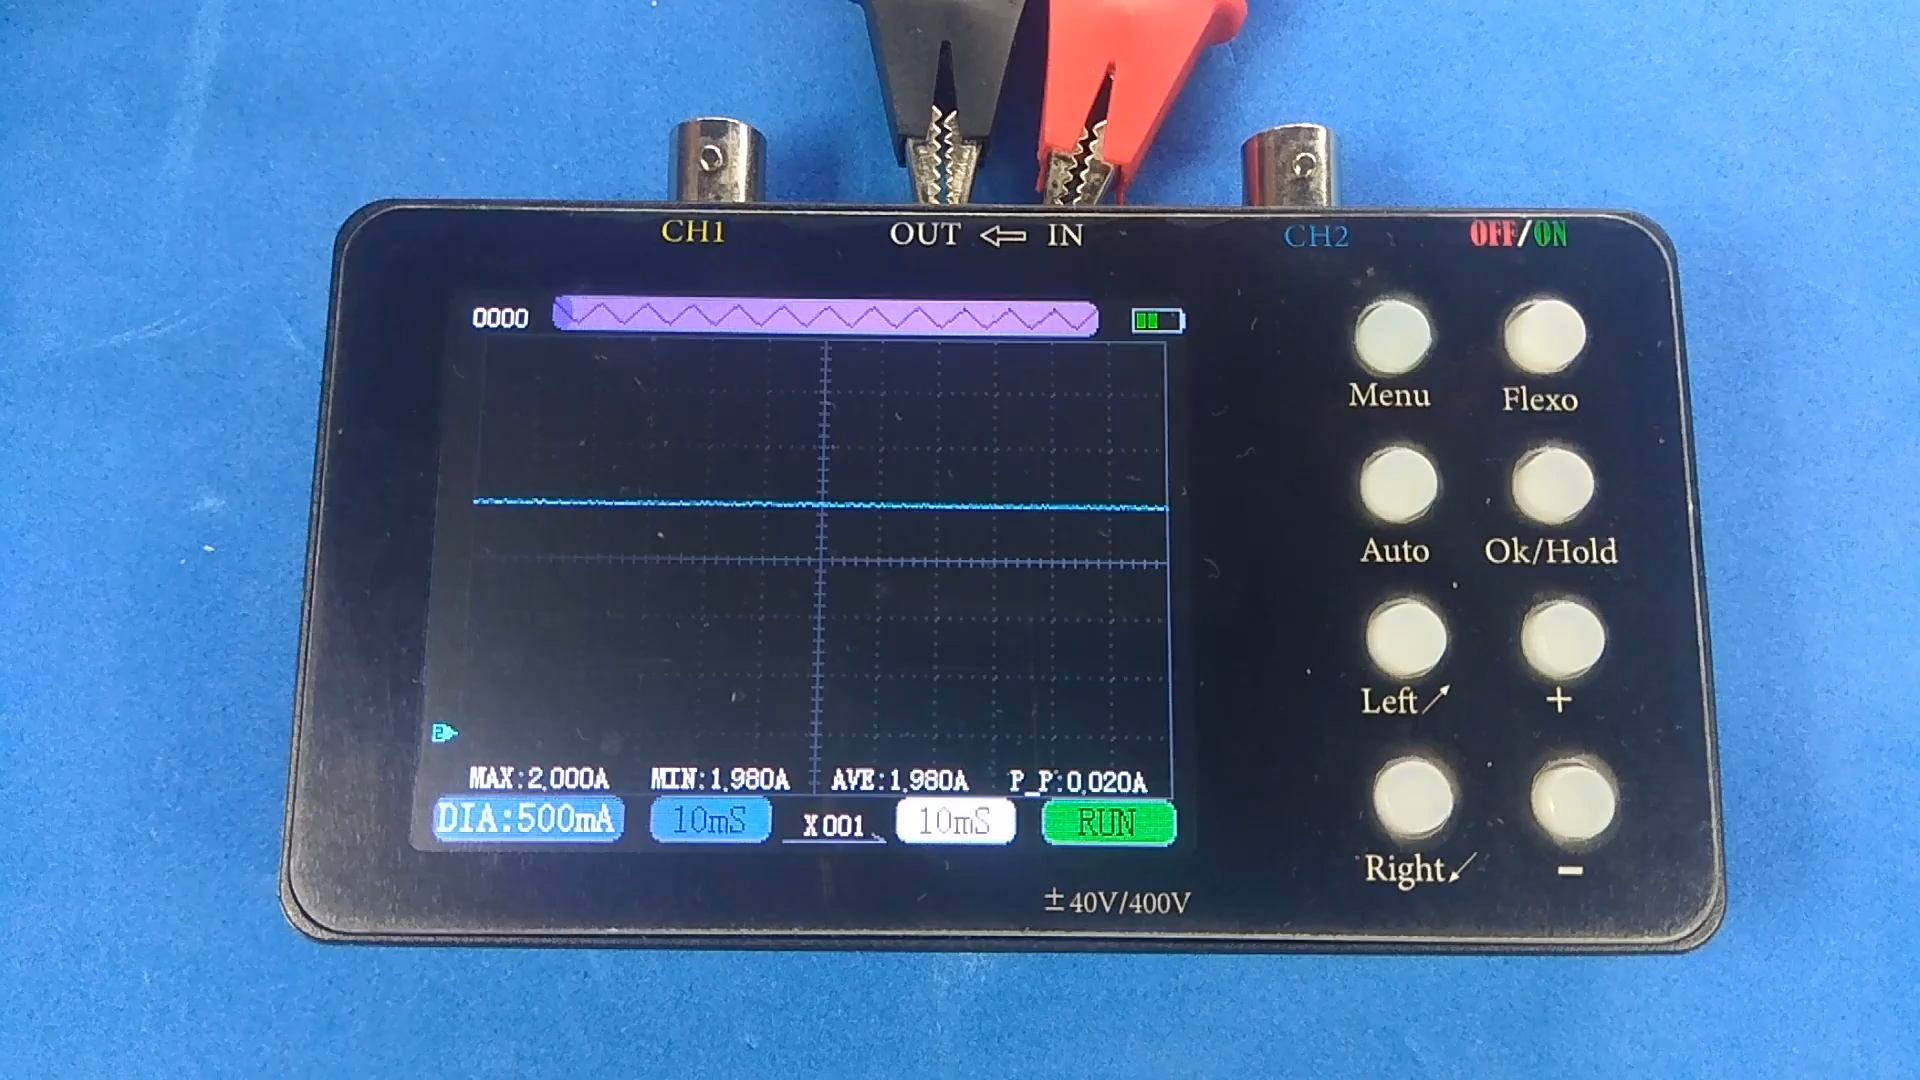 CH1 OUT ⇐ IN CH2 OFF/ON
0000
Menu Flexo
Auto Ok/Hold
Left↗ +
2
MAX:2.000A MIN:1.980A AVE:1.980A P_P:0.020A
DIA:500mA 10mS X001 10mS RUN
Right↙ -
±40V/400V